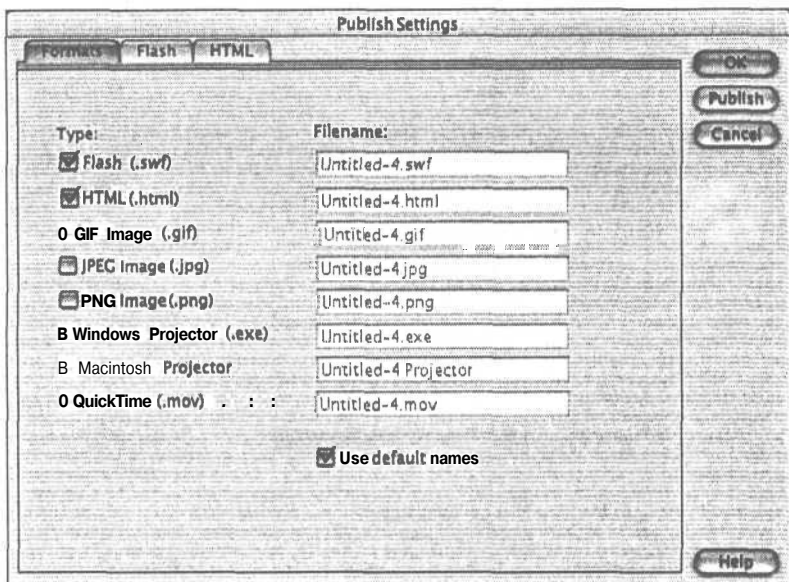 Publish Settings
Formats Flash HTML
OK
Publish
Cancel
Type: Filename:
Flash (.swf) Untitled-4.swf
HTML (.html) Untitled-4.html
0 GIF Image (.gif) Untitled-4.gif
JPEG Image (.jpg) Untitled-4.jpg
PNG Image (.png) Untitled-4.png
B Windows Projector (.exe) Untitled-4.exe
B Macintosh Projector Untitled-4 Projector
0 QuickTime (.mov) . : : Untitled-4.mov
Use default names
Help